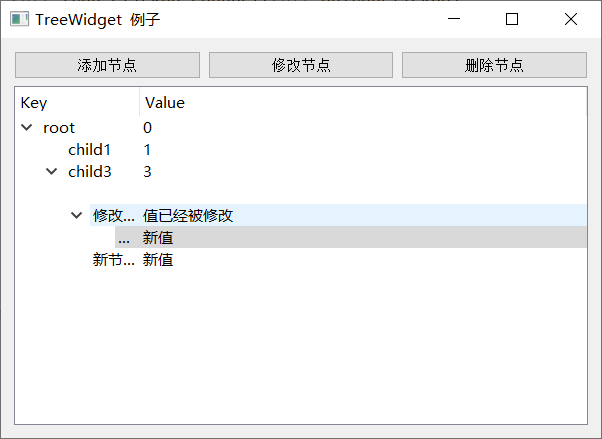 TreeWidget 例子
添加节点 修改节点 删除节点
Key Value
root 0
child1 1
child3 3
修改... 值已经被修改
... 新值
新节... 新值